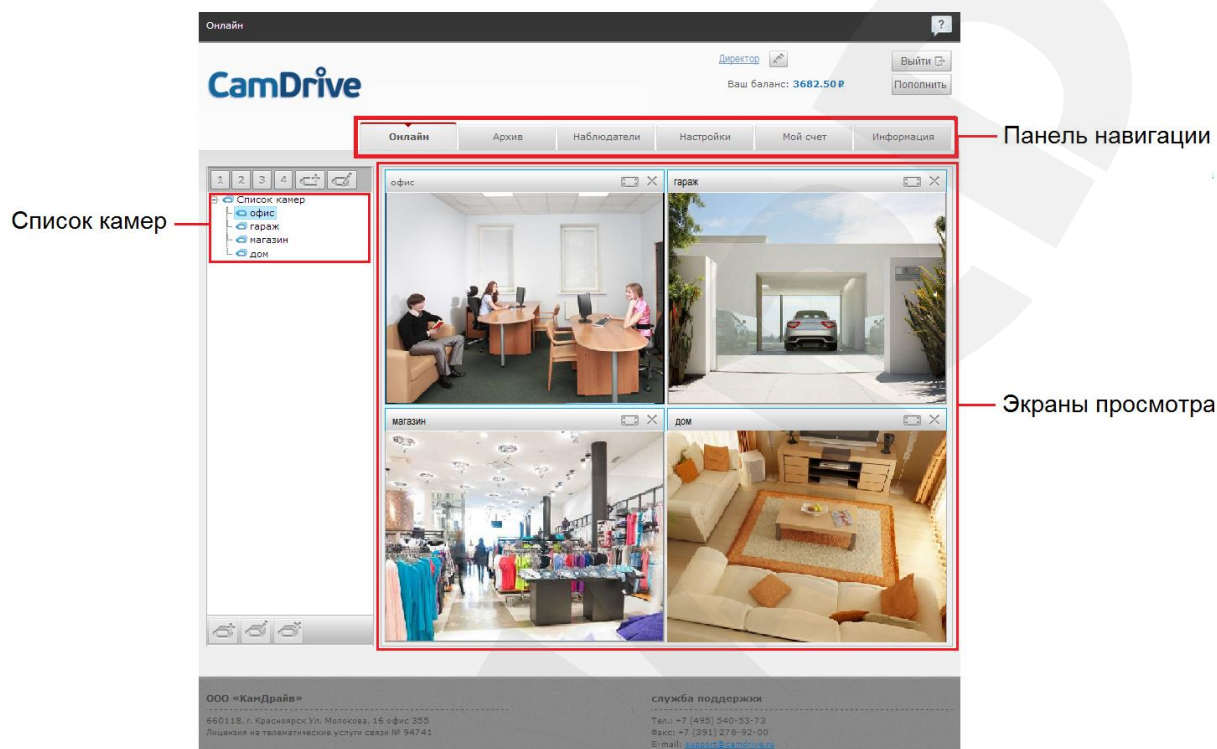 Онлайн
?
CamDrive
Директор
Выйти
Ваш баланс: 3682.50 ₽
Пополнить
Онлайн Архив Наблюдатели Настройки Мой счет Информация
Панель навигации
1 2 3 4
Список камер
Список камер
офис
гараж
магазин
дом
офис
гараж
магазин
дом
Экраны просмотра
ООО «КамДрайв»
660118, г. Красноярск Ул. Молокова, 16 офис 355
Лицензия на телематические услуги связи № 94741
служба поддержки
Тел.: +7 (495) 540-53-73
Факс: +7 (391) 278-92-00
E-mail: support@camdrive.ru